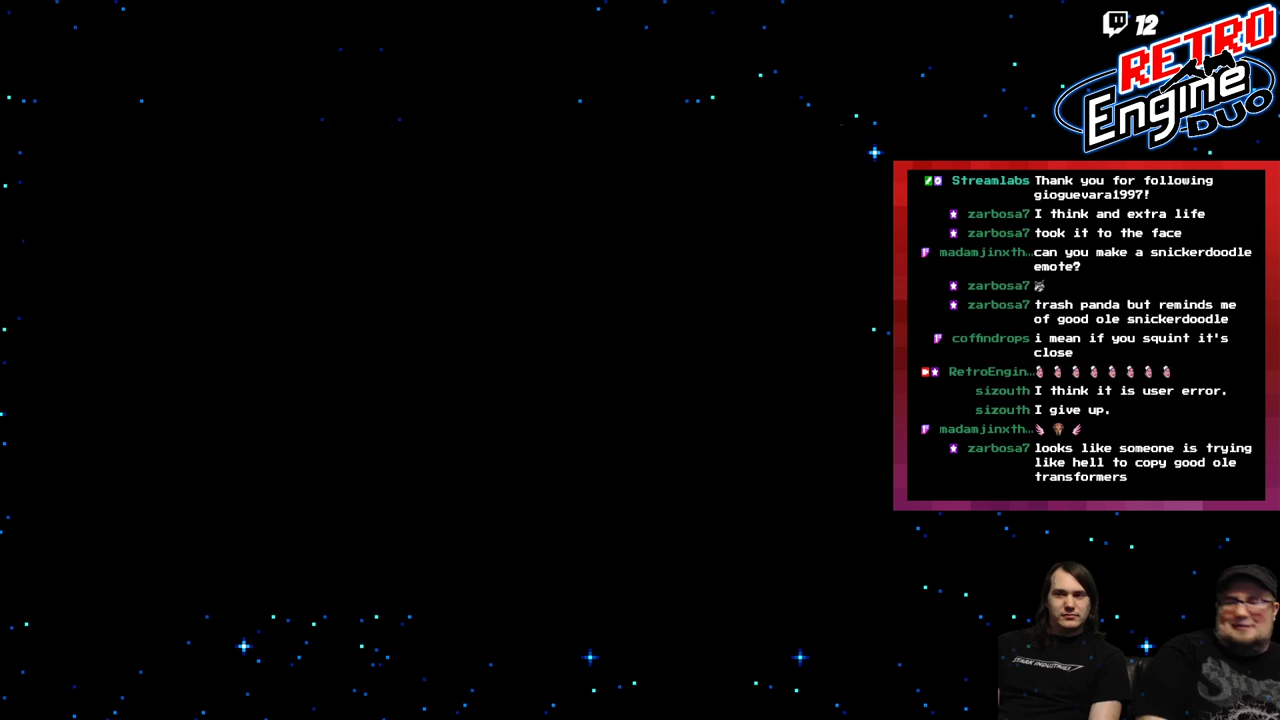 12
RETRO
Engine
DUO
Streamlabs Thank you for following
gioguevara1997!
zarbosa7 I think and extra life
zarbosa7 took it to the face
madamjinxth… can you make a snickerdoodle
emote?
zarbosa7
zarbosa7 trash panda but reminds me
of good ole snickerdoodle
coffindrops i mean if you squint it's
close
RetroEngin…
sizouth I think it is user error.
sizouth I give up.
madamjinxth…
zarbosa7 looks like someone is trying
like hell to copy good ole
transformers
STARK INDUSTRIES